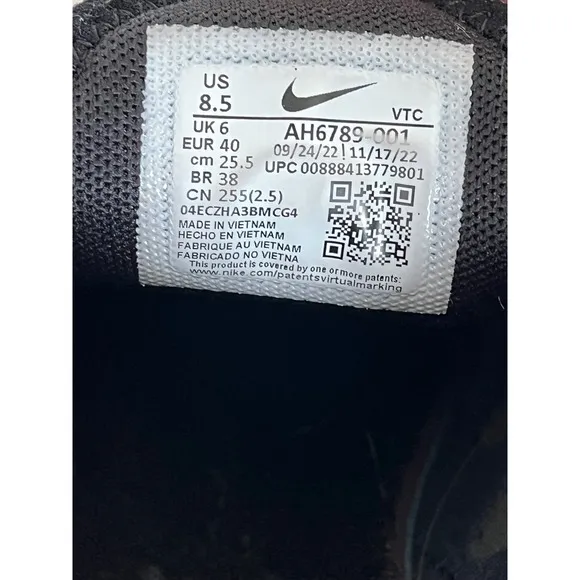 US
8.5
VTC
UK 6
AH6789-001
EUR 40
09/24/22 | 11/17/22
cm 25.5
UPC 00888413779801
BR 38
CN 255(2.5)
04ECZHA3BMCG4
MADE IN VIETNAM
HECHO EN VIETNAM
FABRIQUE AU VIETNAM
FABRICADO NO VIETNA
This product is covered by one or more patents:
www.nike.com/patentsvirtualmarking